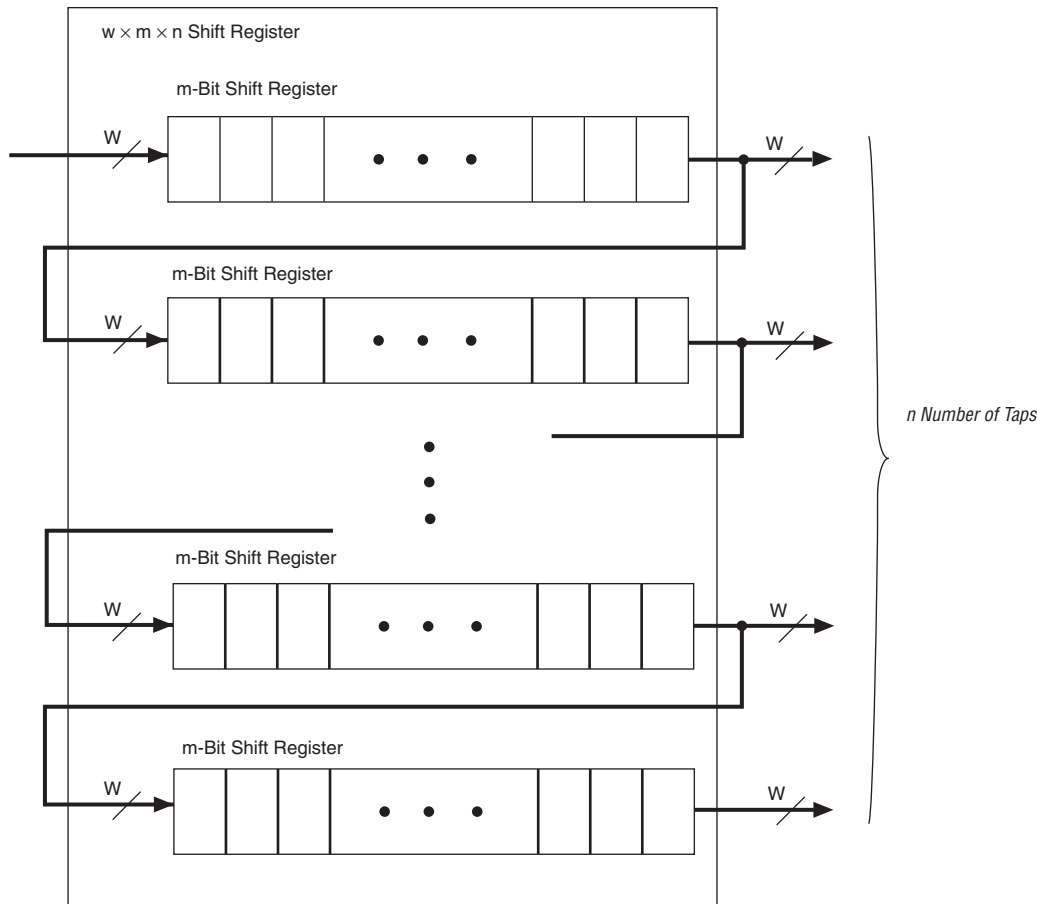 w × m × n Shift Register
m-Bit Shift Register
W
W
m-Bit Shift Register
W
W
n Number of Taps
m-Bit Shift Register
W
W
m-Bit Shift Register
W
W